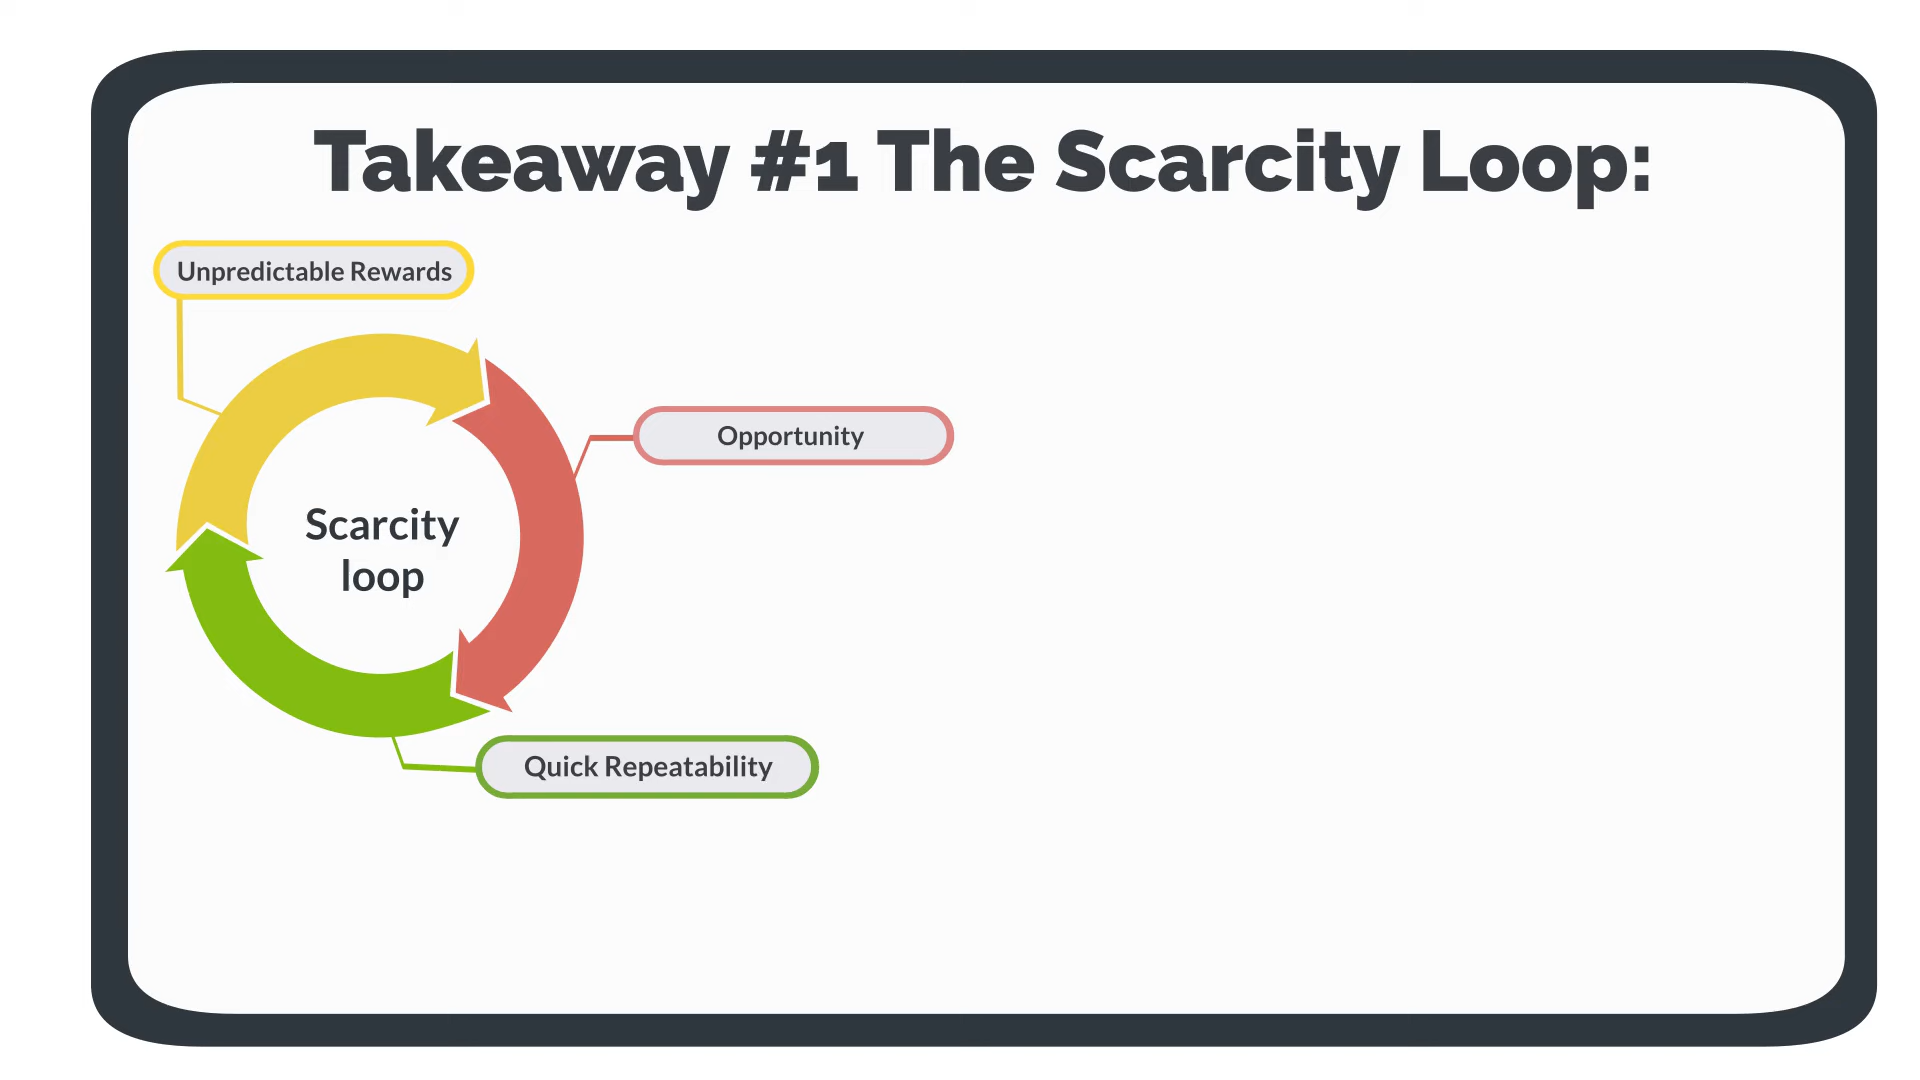 Takeaway #1 The Scarcity Loop:
Unpredictable Rewards
Opportunity
Scarcity
loop
Quick Repeatability